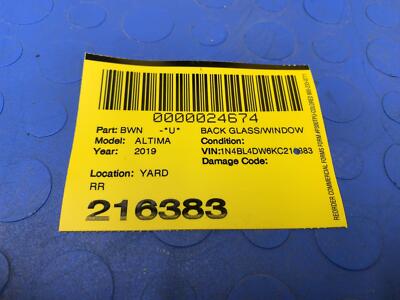 0000024674
Part: BWN -*U* BACK GLASS/WINDOW
Model: ALTIMA Condition:
Year: 2019 VIN:1N4BL4DW6KC216383
Damage Code:
Location: YARD
RR
216383